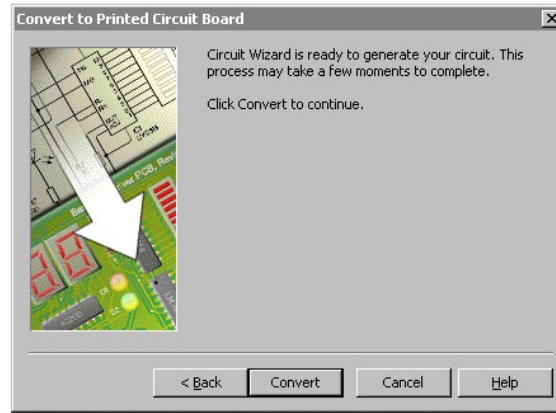 Convert to Printed Circuit Board
Circuit Wizard is ready to generate your circuit. This
process may take a few moments to complete.
Click Convert to continue.
< Back
Convert
Cancel
Help